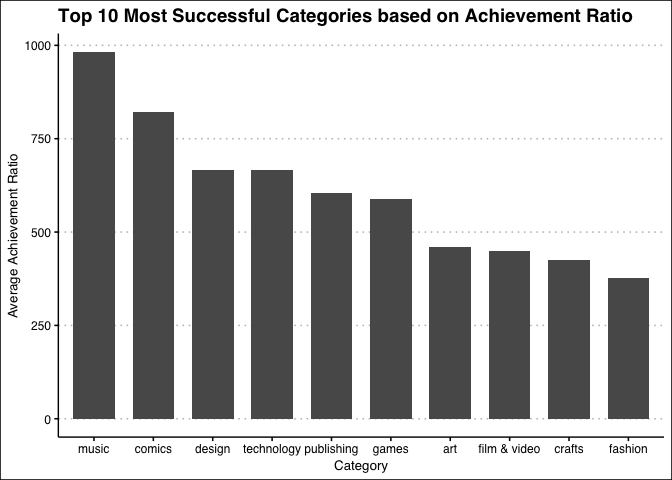 Top 10 Most Successful Categories based on Achievement Ratio
1000
750
500
250
0
Average Achievement Ratio
music comics design technology publishing games art film & video crafts fashion
Category